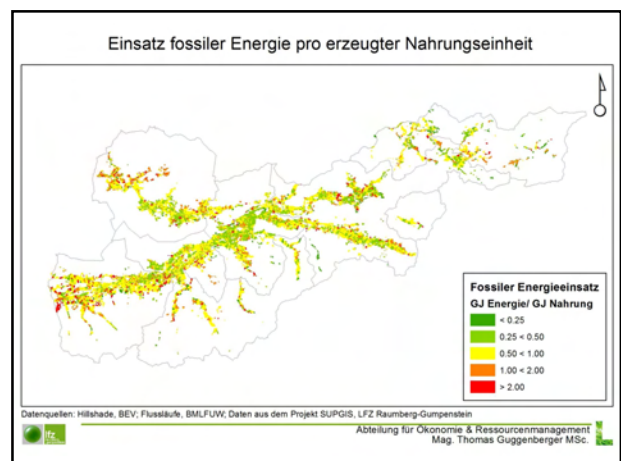 Einsatz fossiler Energie pro erzeugter Nahrungseinheit
Fossiler Energieeinsatz
GJ Energie/ GJ Nahrung
< 0.25
0.25 < 0.50
0.50 < 1.00
1.00 < 2.00
> 2.00
Datenquellen: Hillshade, BEV; Flussläufe, BMLFUW; Daten aus dem Projekt SUPGIS, LFZ Raumberg-Gumpenstein
Abteilung für Ökonomie & Ressourcenmanagement
Mag. Thomas Guggenberger MSc.
lfz